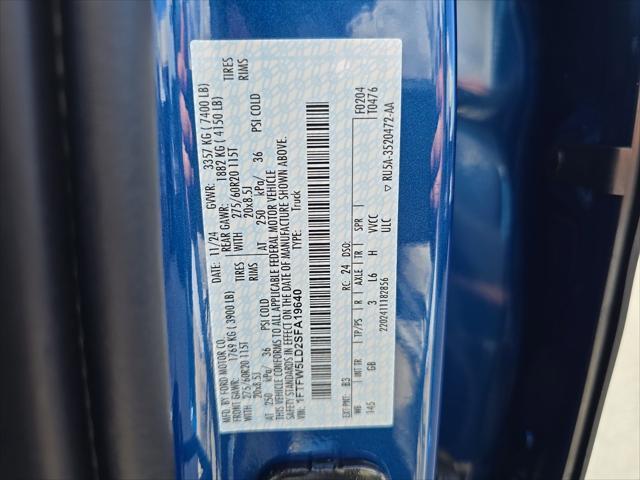 MFD. BY FORD MOTOR CO.
DATE: 11/24 GVWR: 3357 KG ( 7400 LB)
FRONT GAWR: 1769 KG ( 3900 LB) REAR GAWR: 1882 KG ( 4150 LB)
WITH 275/60R20 115T TIRES WITH 275/60R20 115T TIRES
20x8.5J RIMS 20x8.5J RIMS
AT 250 kPa/ 36 PSI COLD AT 250 kPa/ 36 PSI COLD
THIS VEHICLE CONFORMS TO ALL APPLICABLE FEDERAL MOTOR VEHICLE
SAFETY STANDARDS IN EFFECT ON THE DATE OF MANUFACTURE SHOWN ABOVE.
VIN: 1FTFW5LD2SFA19640 TYPE: Truck
EXT PNT: B3 RC: 24 DSO: F0204
T0476
WB INT TR TP/PS R AXLE TR SPR
145 GB 3 L6 H VVCC
2202411182856 ULC ▽ RU5A-3520472-AA